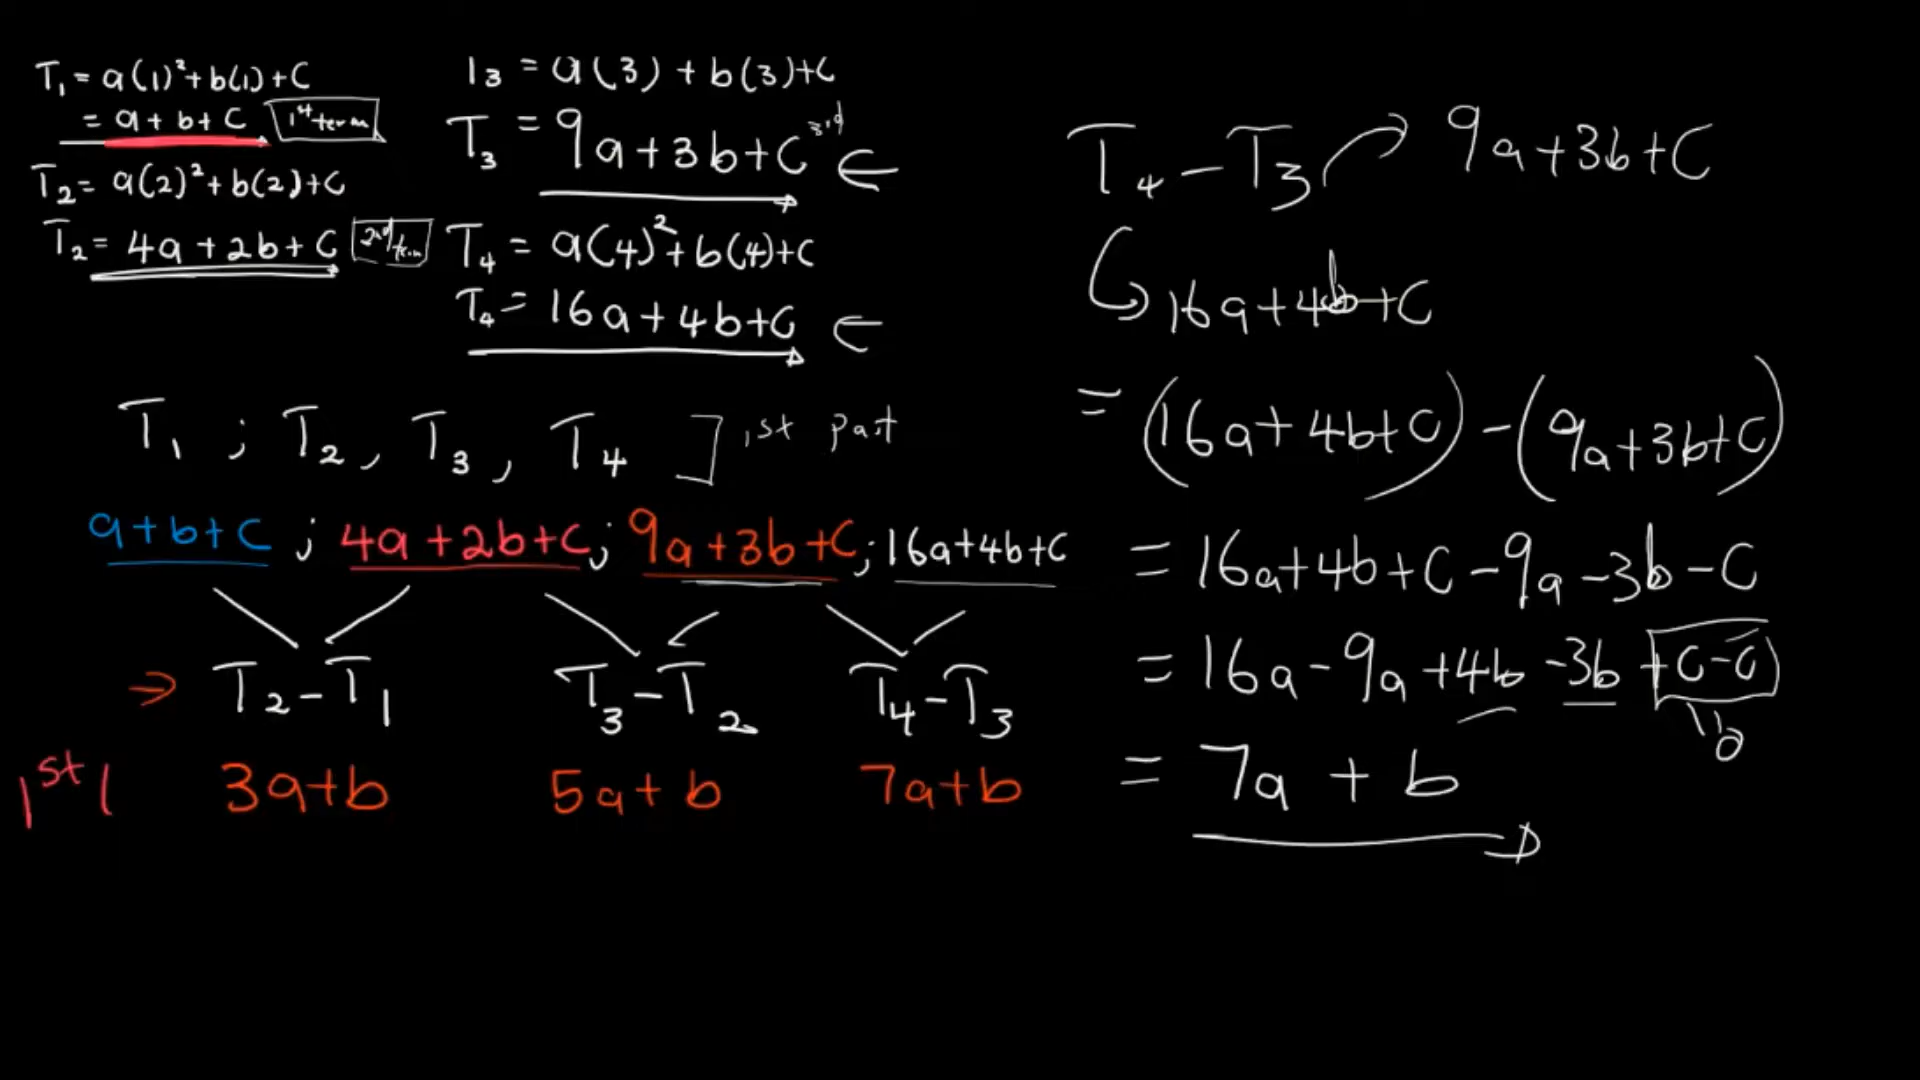 T₁ = a(1)²+b(1)+C
= a+b+C 1st term
T₂= a(2)²+b(2)+C
T₂= 4a+2b+C 2nd term
T₃ = a(3)+b(3)+C
T₃ = 9a+3b+C 3rd
T₄ = a(4)²+b(4)+C
T₄ = 16a+4b+C
T₁ ; T₂, T₃, T₄ ] 1st part
a+b+C ; 4a+2b+C; 9a+3b+C; 16a+4b+C
T₂-T₁ T₃-T₂ T₄-T₃
1st 3a+b 5a+b 7a+b
T₄-T₃ 9a+3b+C
16a+4b+C
= (16a+4b+C)-(9a+3b+C)
= 16a+4b+C-9a-3b-C
= 16a-9a+4b-3b+C-C
= 7a+b